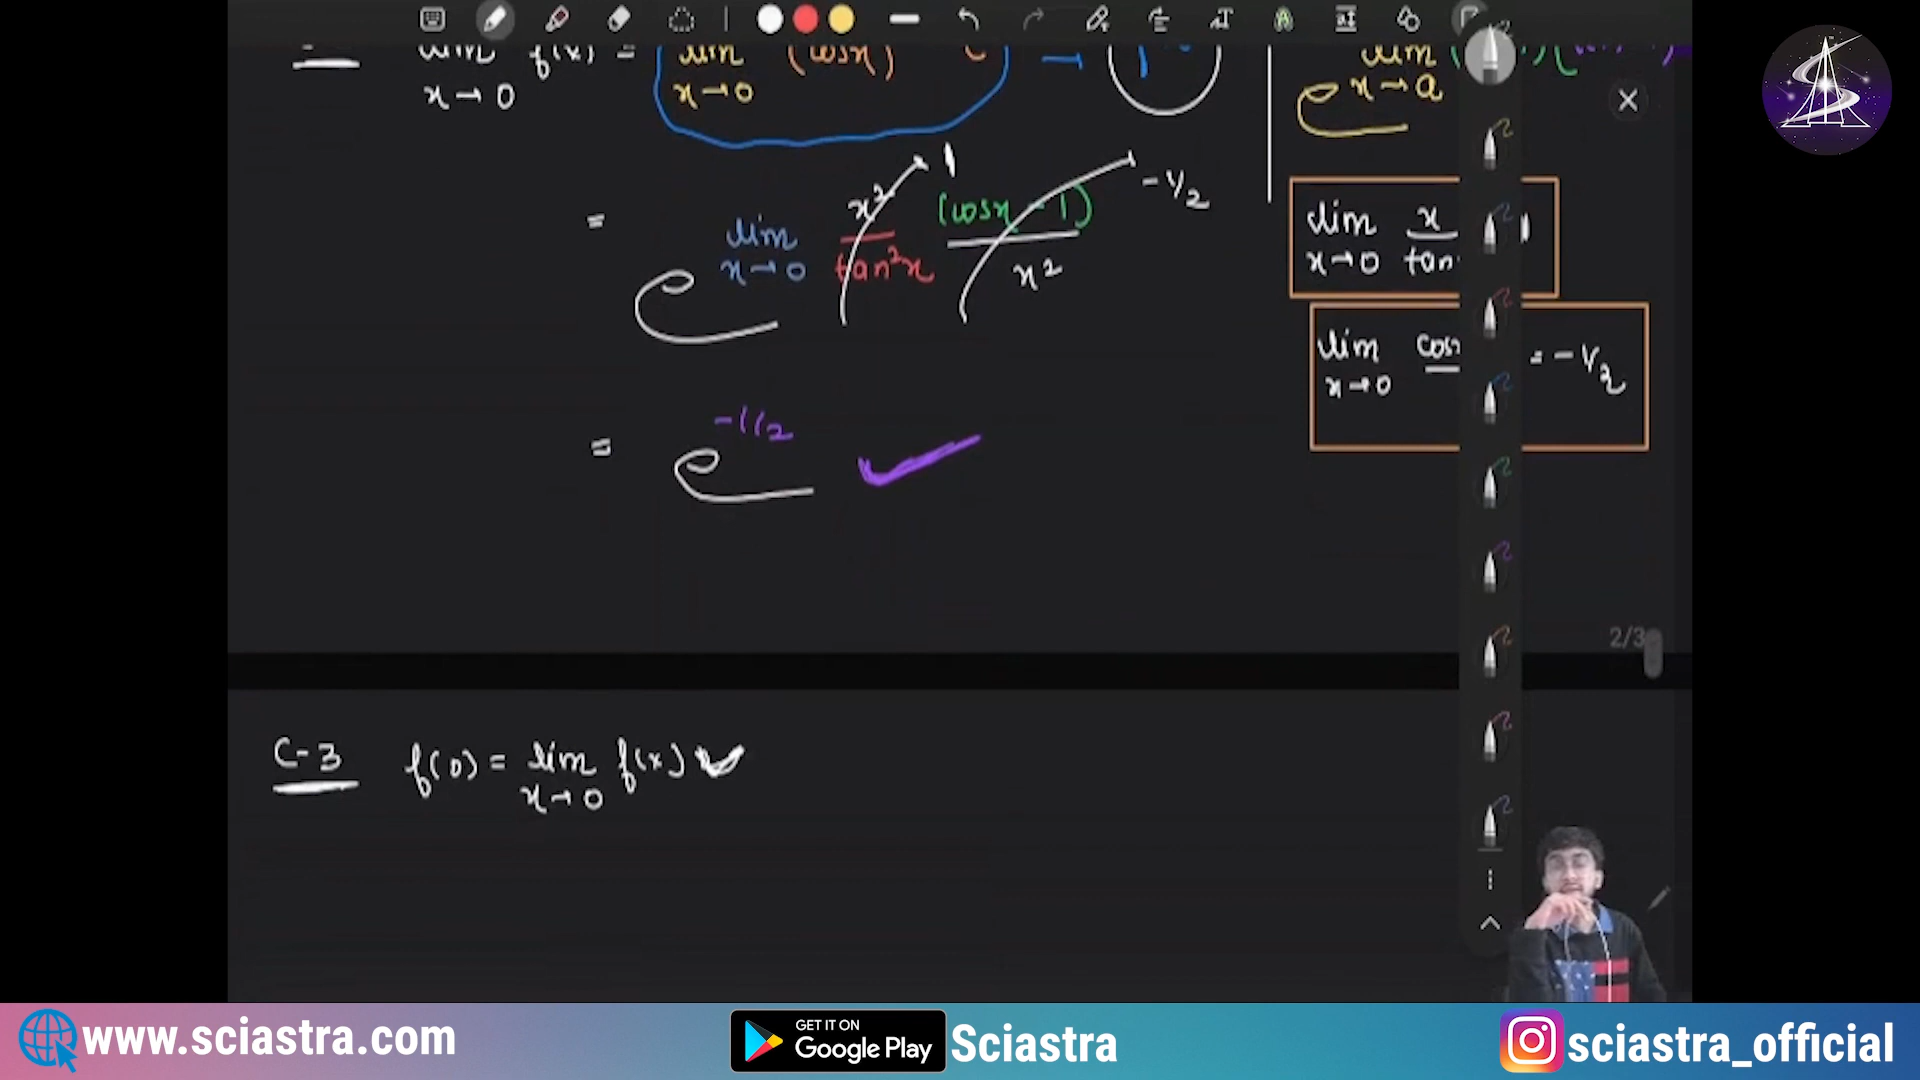 lim f(x) = lim (cosx)
x→0 x→0
→
lim
x→a
e
= e lim x→0 x²/tan²x (cosx - 1)/x²
1
-1/2
lim x
x→0 tan
1
lim cos = -1/2
x→0
= e -1/2
2/3
C-3 f(0) = lim f(x)
x→0
www.sciastra.com
GET IT ON
Google Play
Sciastra
sciastra_official